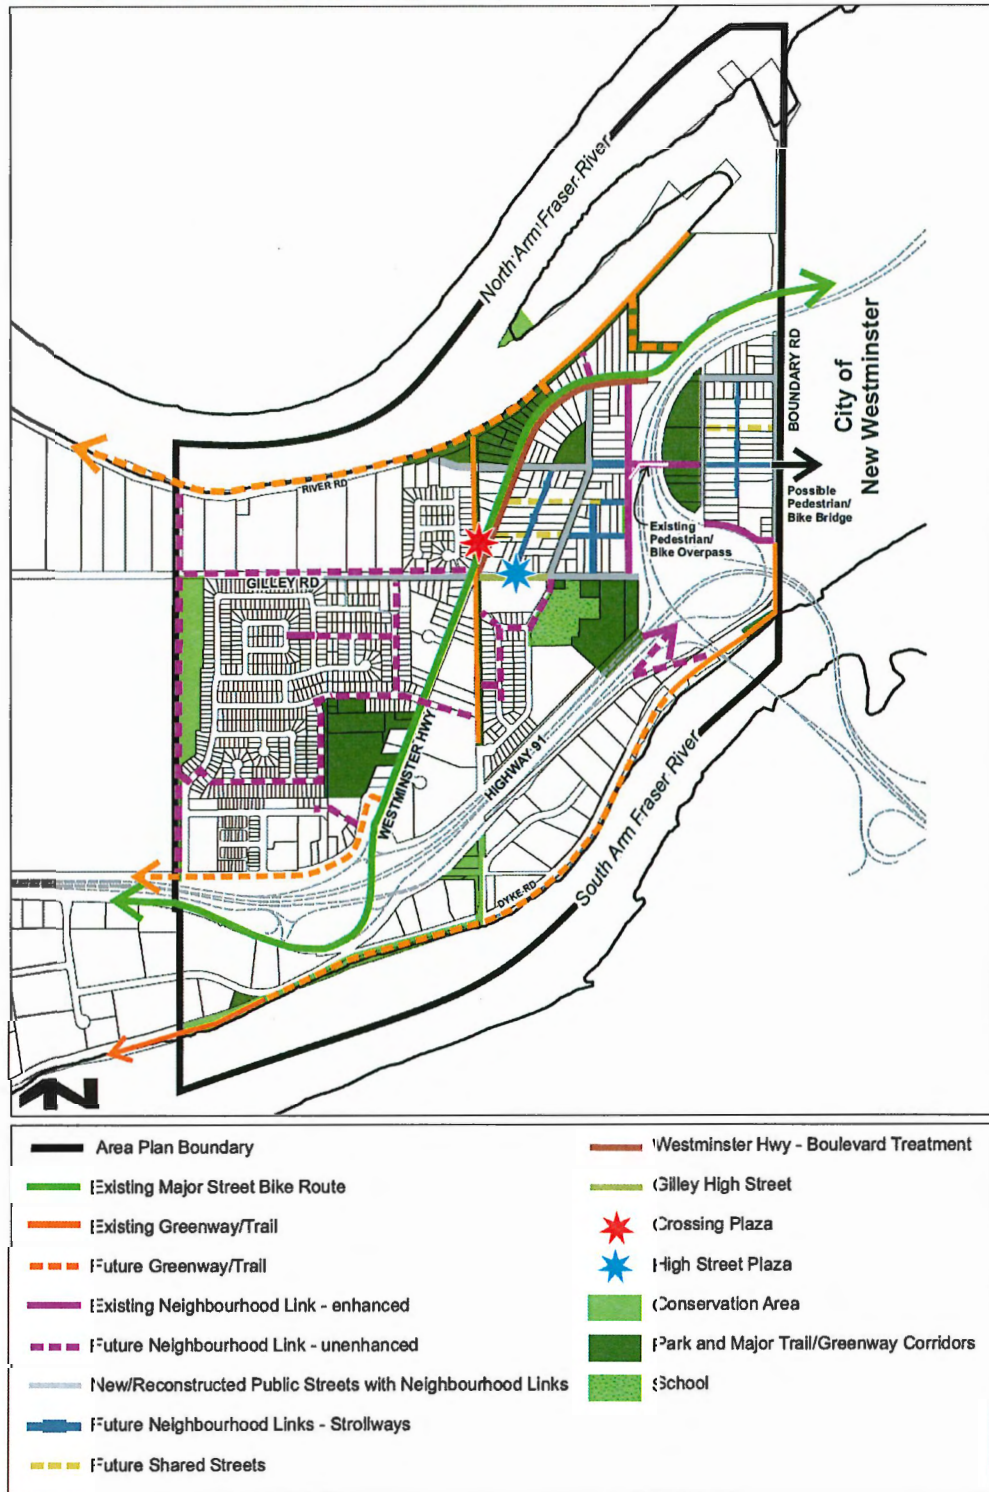 North Arm Fraser River
BOUNDARY RD
City of
New Westminster
RIVER RD
Possible
Pedestrian/
Bike Bridge
Existing
Pedestrian/
Bike Overpass
GILLEY RD
WESTMINSTER HWY
HIGHWAY 91
South Arm Fraser River
DYKE RD
N
Area Plan Boundary
Existing Major Street Bike Route
Existing Greenway/Trail
Future Greenway/Trail
Existing Neighbourhood Link - enhanced
Future Neighbourhood Link - unenhanced
New/Reconstructed Public Streets with Neighbourhood Links
Future Neighbourhood Links - Strollways
Future Shared Streets
Westminster Hwy - Boulevard Treatment
Gilley High Street
Crossing Plaza
High Street Plaza
Conservation Area
Park and Major Trail/Greenway Corridors
School